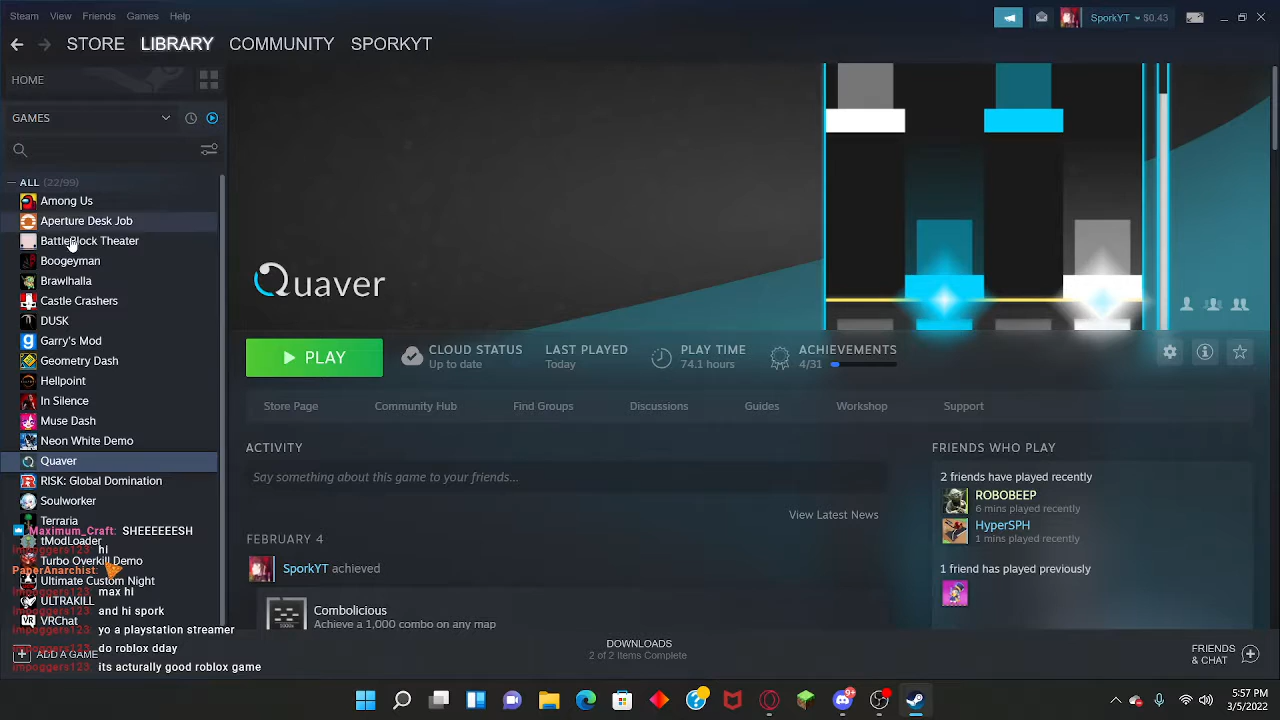 Steam View Friends Games Help
SporkYT $0.43
STORE LIBRARY COMMUNITY SPORKYT
HOME
GAMES
ALL (22/99)
Among Us
Aperture Desk Job
BattleBlock Theater
Boogeyman
Brawlhalla
Castle Crashers
DUSK
Garry's Mod
Geometry Dash
Hellpoint
In Silence
Muse Dash
Neon White Demo
Quaver
RISK: Global Domination
Soulworker
Terraria
Maximum_Craft: SHEEEEEESH
tModLoader
impoggers123: hi
Turbo Overkill Demo
PaperAnarchist:
Ultimate Custom Night
impoggers123: max hi
ULTRAKILL
impoggers123: and hi spork
VRChat
impoggers123: yo a playstation streamer
impoggers123: do roblox dday
ADD A GAME
impoggers123: its acturally good roblox game
Quaver
PLAY
CLOUD STATUS
Up to date
LAST PLAYED
Today
PLAY TIME
74.1 hours
ACHIEVEMENTS
4/31
Store Page Community Hub Find Groups Discussions Guides Workshop Support
ACTIVITY
Say something about this game to your friends...
View Latest News
FEBRUARY 4
SporkYT achieved
Combolicious
Achieve a 1,000 combo on any map
FRIENDS WHO PLAY
2 friends have played recently
ROBOBEEP
6 mins played recently
HyperSPH
1 mins played recently
1 friend has played previously
DOWNLOADS
2 of 2 Items Complete
FRIENDS
& CHAT
9+
5:57 PM
3/5/2022